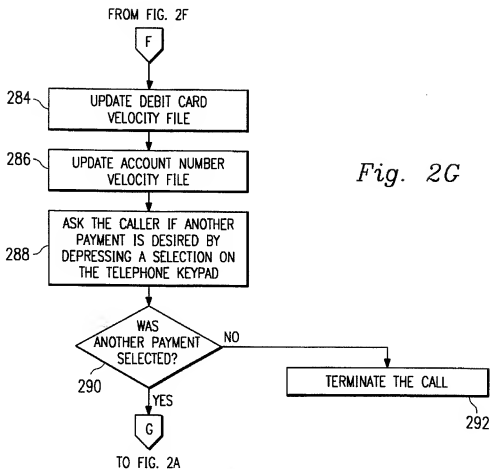 FROM FIG. 2F
F
284
UPDATE DEBIT CARD
VELOCITY FILE
286
UPDATE ACCOUNT NUMBER
VELOCITY FILE
Fig. 2G
288
ASK THE CALLER IF ANOTHER
PAYMENT IS DESIRED BY
DEPRESSING A SELECTION ON
THE TELEPHONE KEYPAD
WAS
ANOTHER PAYMENT
SELECTED?
290
NO
TERMINATE THE CALL
292
YES
G
TO FIG. 2A